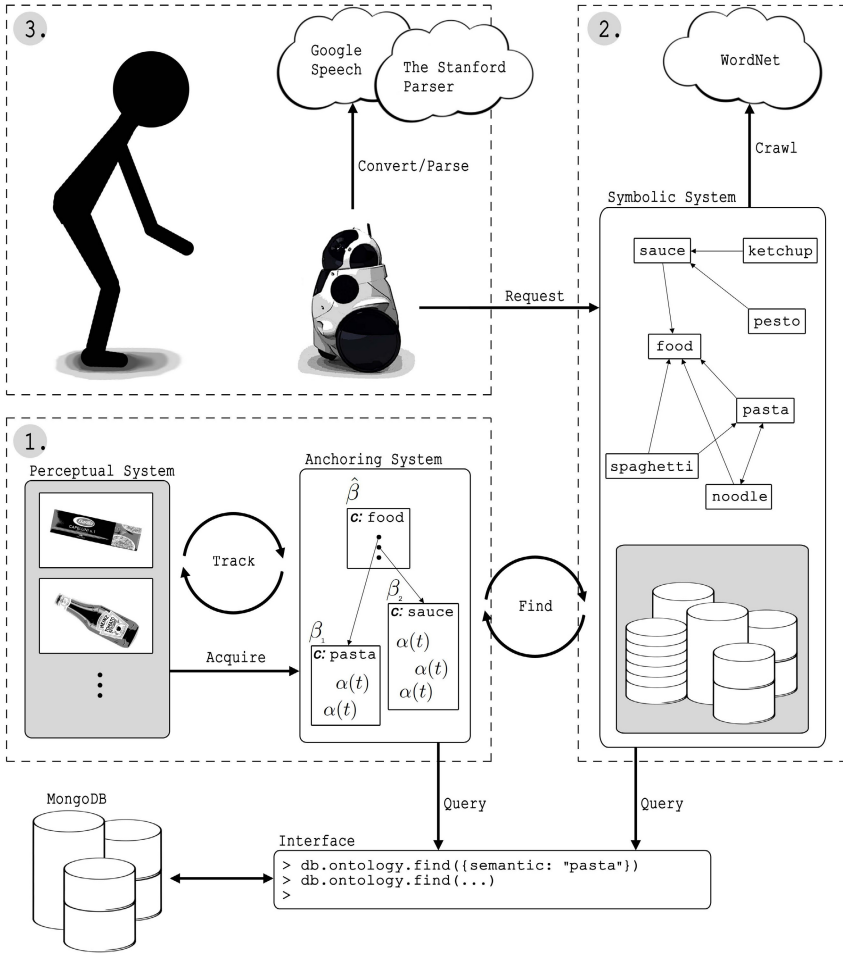 3.
Google
Speech
The Stanford
Parser
Convert/Parse
Request
2.
WordNet
Crawl
Symbolic System
sauce
ketchup
pesto
food
pasta
spaghetti
noodle
1.
Perceptual System
Track
Acquire
Anchoring System
β̂
c: food
β₂
c: sauce
α(t)
α(t)
α(t)
β₁
c: pasta
α(t)
α(t)
Find
Query
Query
MongoDB
Interface
> db.ontology.find({semantic: "pasta"})
> db.ontology.find(...)
>